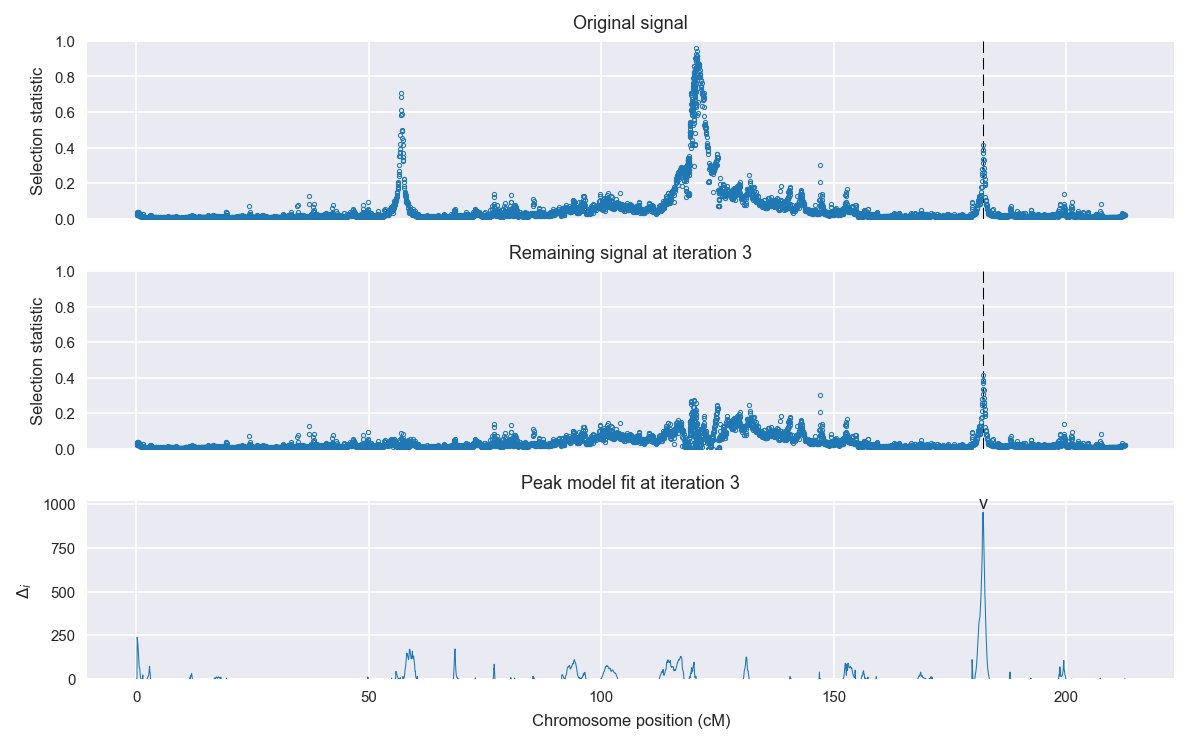 Original signal
1.0
0.8
0.6
0.4
0.2
0.0
Selection statistic
Remaining signal at iteration 3
1.0
0.8
0.6
0.4
0.2
0.0
Selection statistic
Peak model fit at iteration 3
1000
750
500
250
0
Δi
v
0 50 100 150 200
Chromosome position (cM)